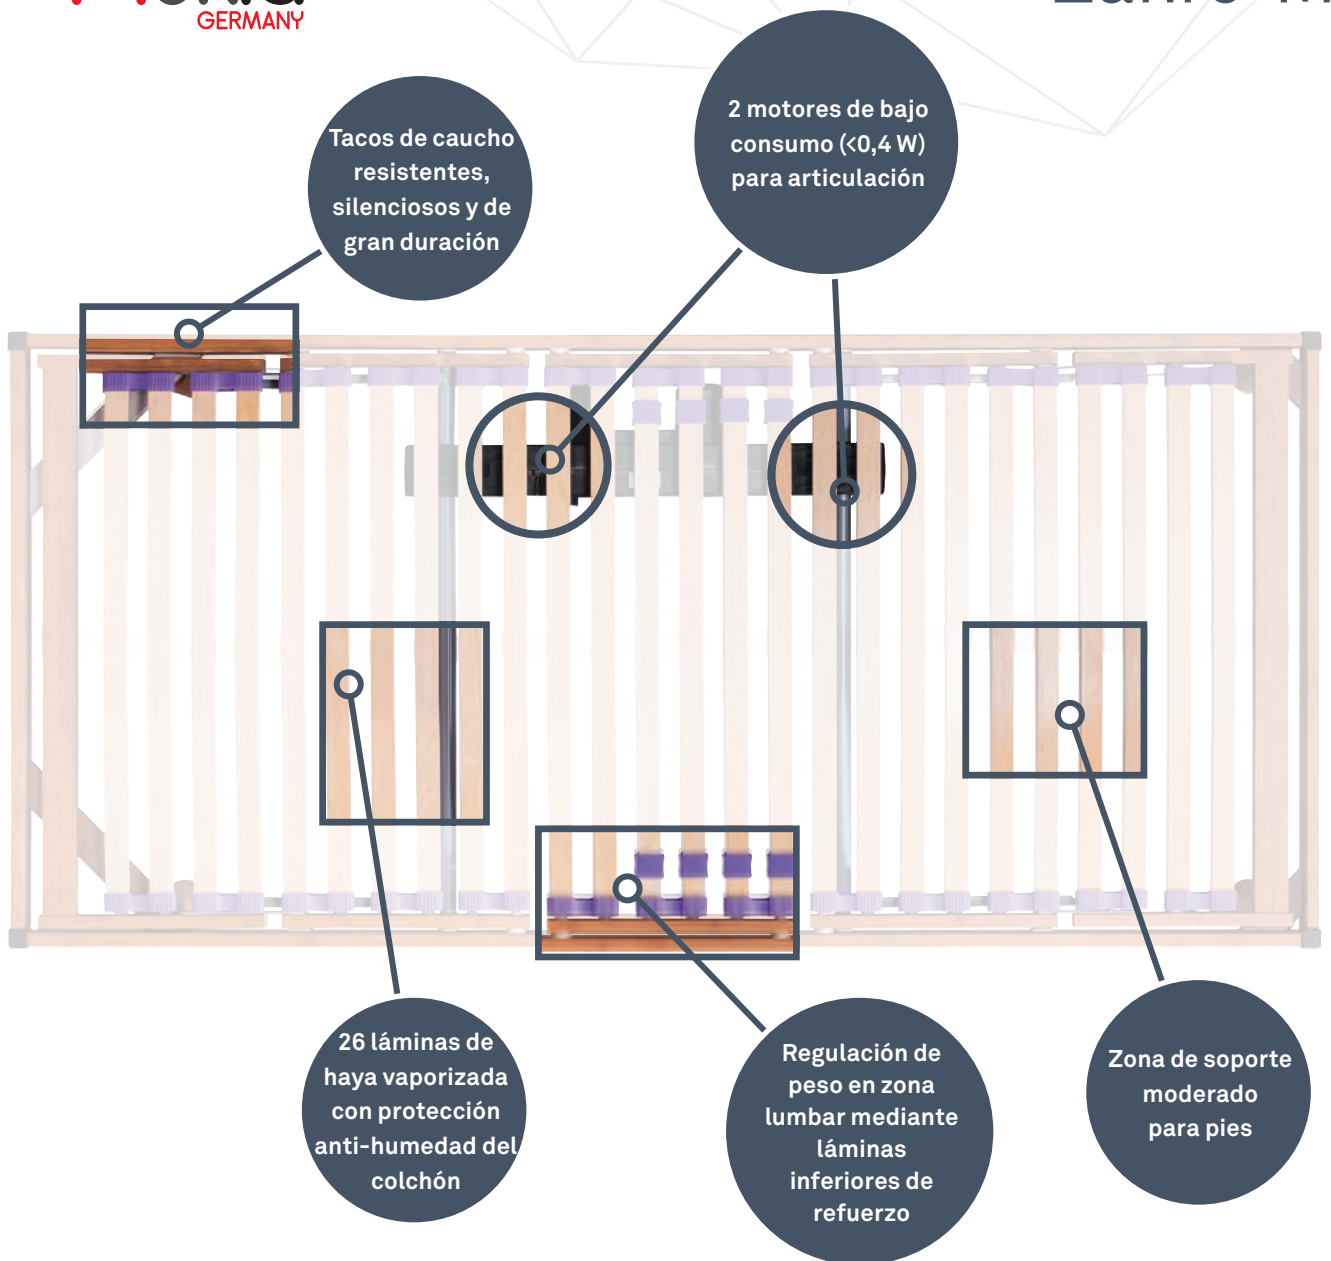 GERMANY
Tacos de caucho
resistentes,
silenciosos y de
gran duración
2 motores de bajo
consumo (<0,4 W)
para articulación
26 láminas de
haya vaporizada
con protección
anti-humedad del
colchón
Regulación de
peso en zona
lumbar mediante
láminas
inferiores de
refuerzo
Zona de soporte
moderado
para pies